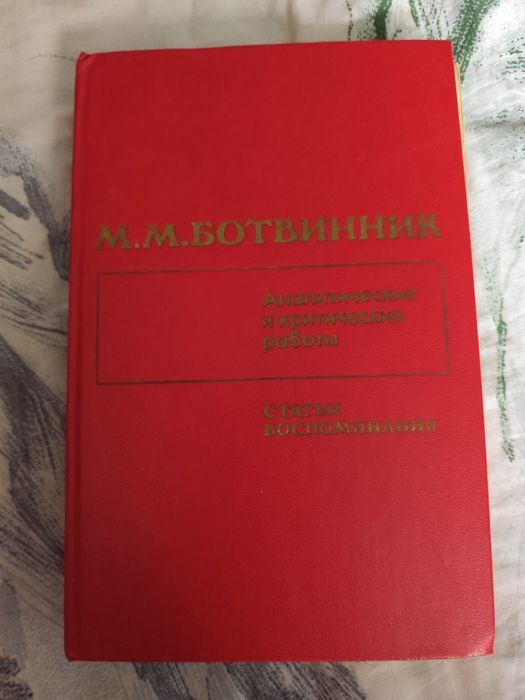 М.М.БОТВИННИК
Аналитические
и критические
работы
СТАТЬИ
ВОСПОМИНАНИЯ